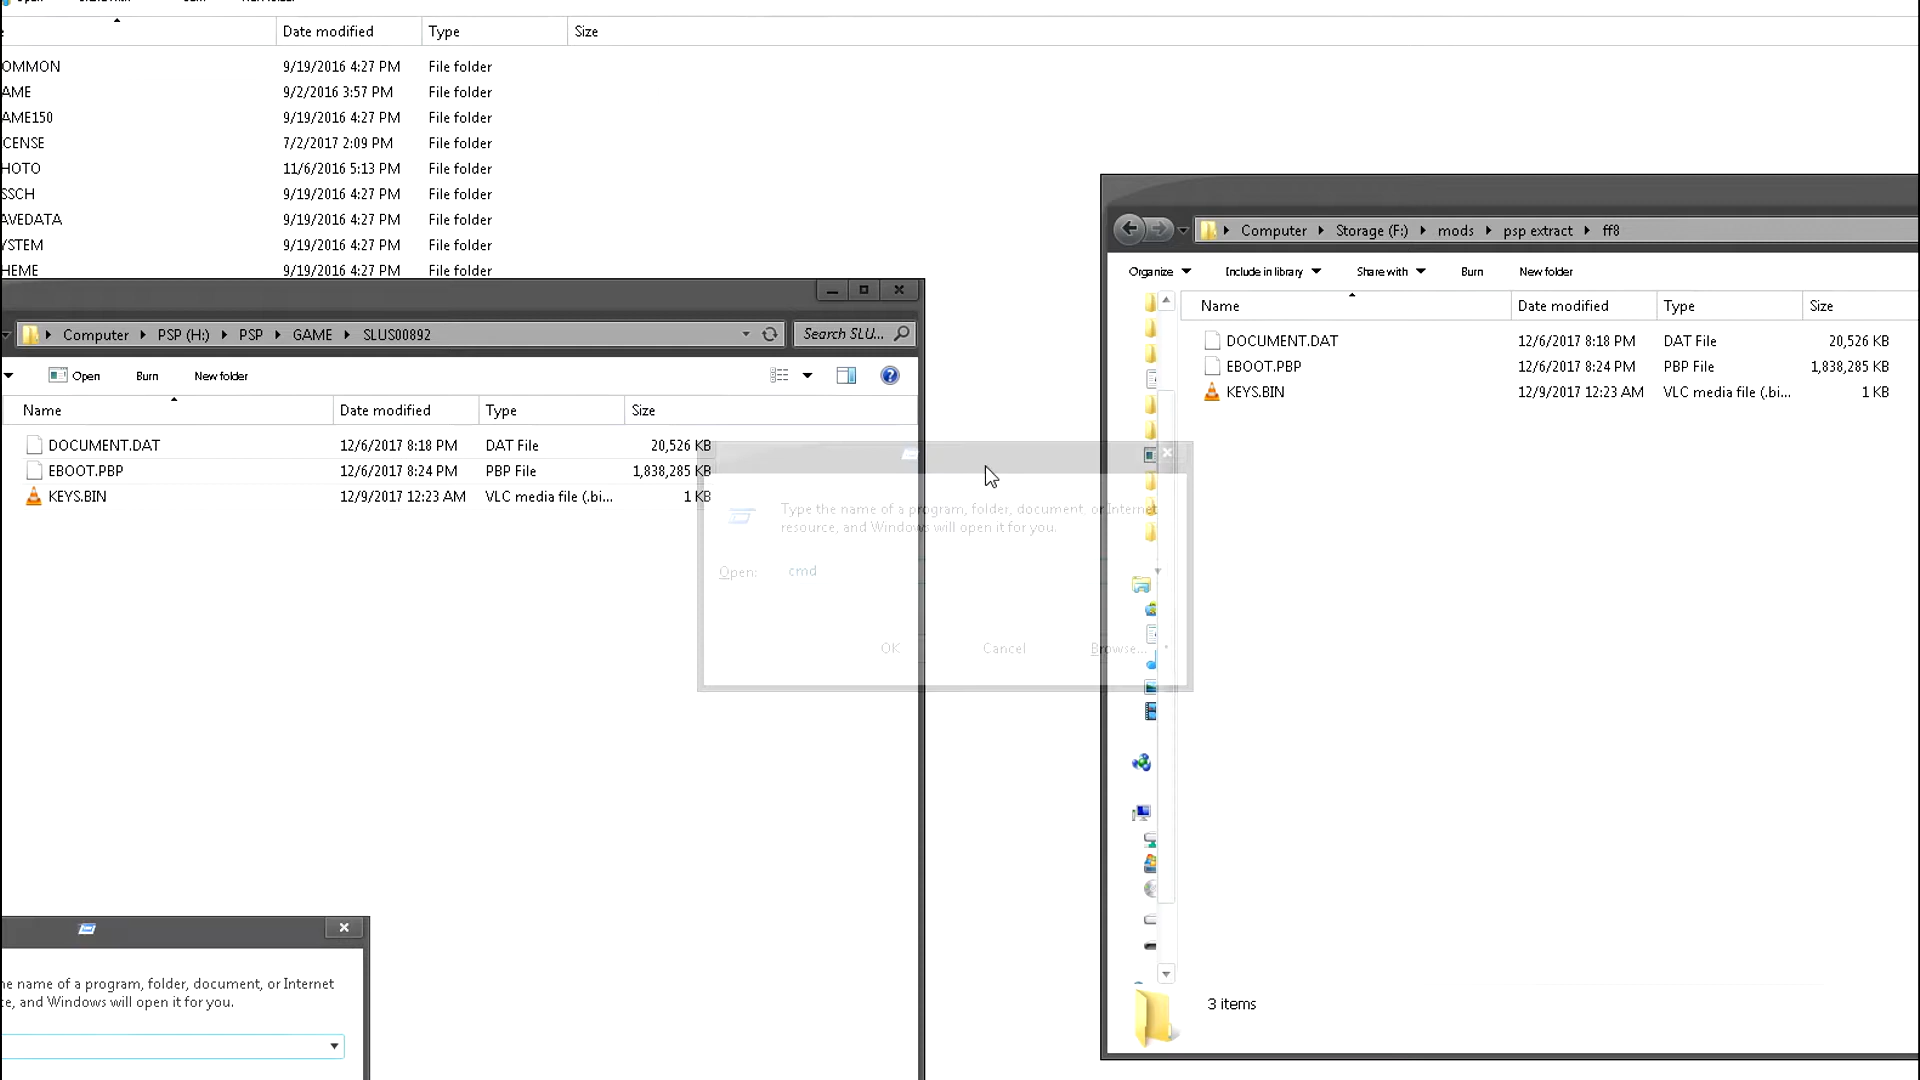 Date modified Type Size
OMMON 9/19/2016 4:27 PM File folder
AME 9/2/2016 3:57 PM File folder
AME150 9/19/2016 4:27 PM File folder
CENSE 7/2/2017 2:09 PM File folder
HOTO 11/6/2016 5:13 PM File folder
SSCH 9/19/2016 4:27 PM File folder
AVEDATA 9/19/2016 4:27 PM File folder
YSTEM 9/19/2016 4:27 PM File folder
HEME 9/19/2016 4:27 PM File folder
Computer PSP (H:) PSP GAME SLUS00892 Search SLU...
Open Burn New folder
Name Date modified Type Size
DOCUMENT.DAT 12/6/2017 8:18 PM DAT File 20,526 KB
EBOOT.PBP 12/6/2017 8:24 PM PBP File 1,838,285 KB
KEYS.BIN 12/9/2017 12:23 AM VLC media file (.bi... 1 KB
Type the name of a program, folder, document, or Internet
resource, and Windows will open it for you.
Open: cmd
OK Cancel Browse...
he name of a program, folder, document, or Internet
ce, and Windows will open it for you.
Computer Storage (F:) mods psp extract ff8
Organize Include in library Share with Burn New folder
Name Date modified Type Size
DOCUMENT.DAT 12/6/2017 8:18 PM DAT File 20,526 KB
EBOOT.PBP 12/6/2017 8:24 PM PBP File 1,838,285 KB
KEYS.BIN 12/9/2017 12:23 AM VLC media file (.bi... 1 KB
3 items